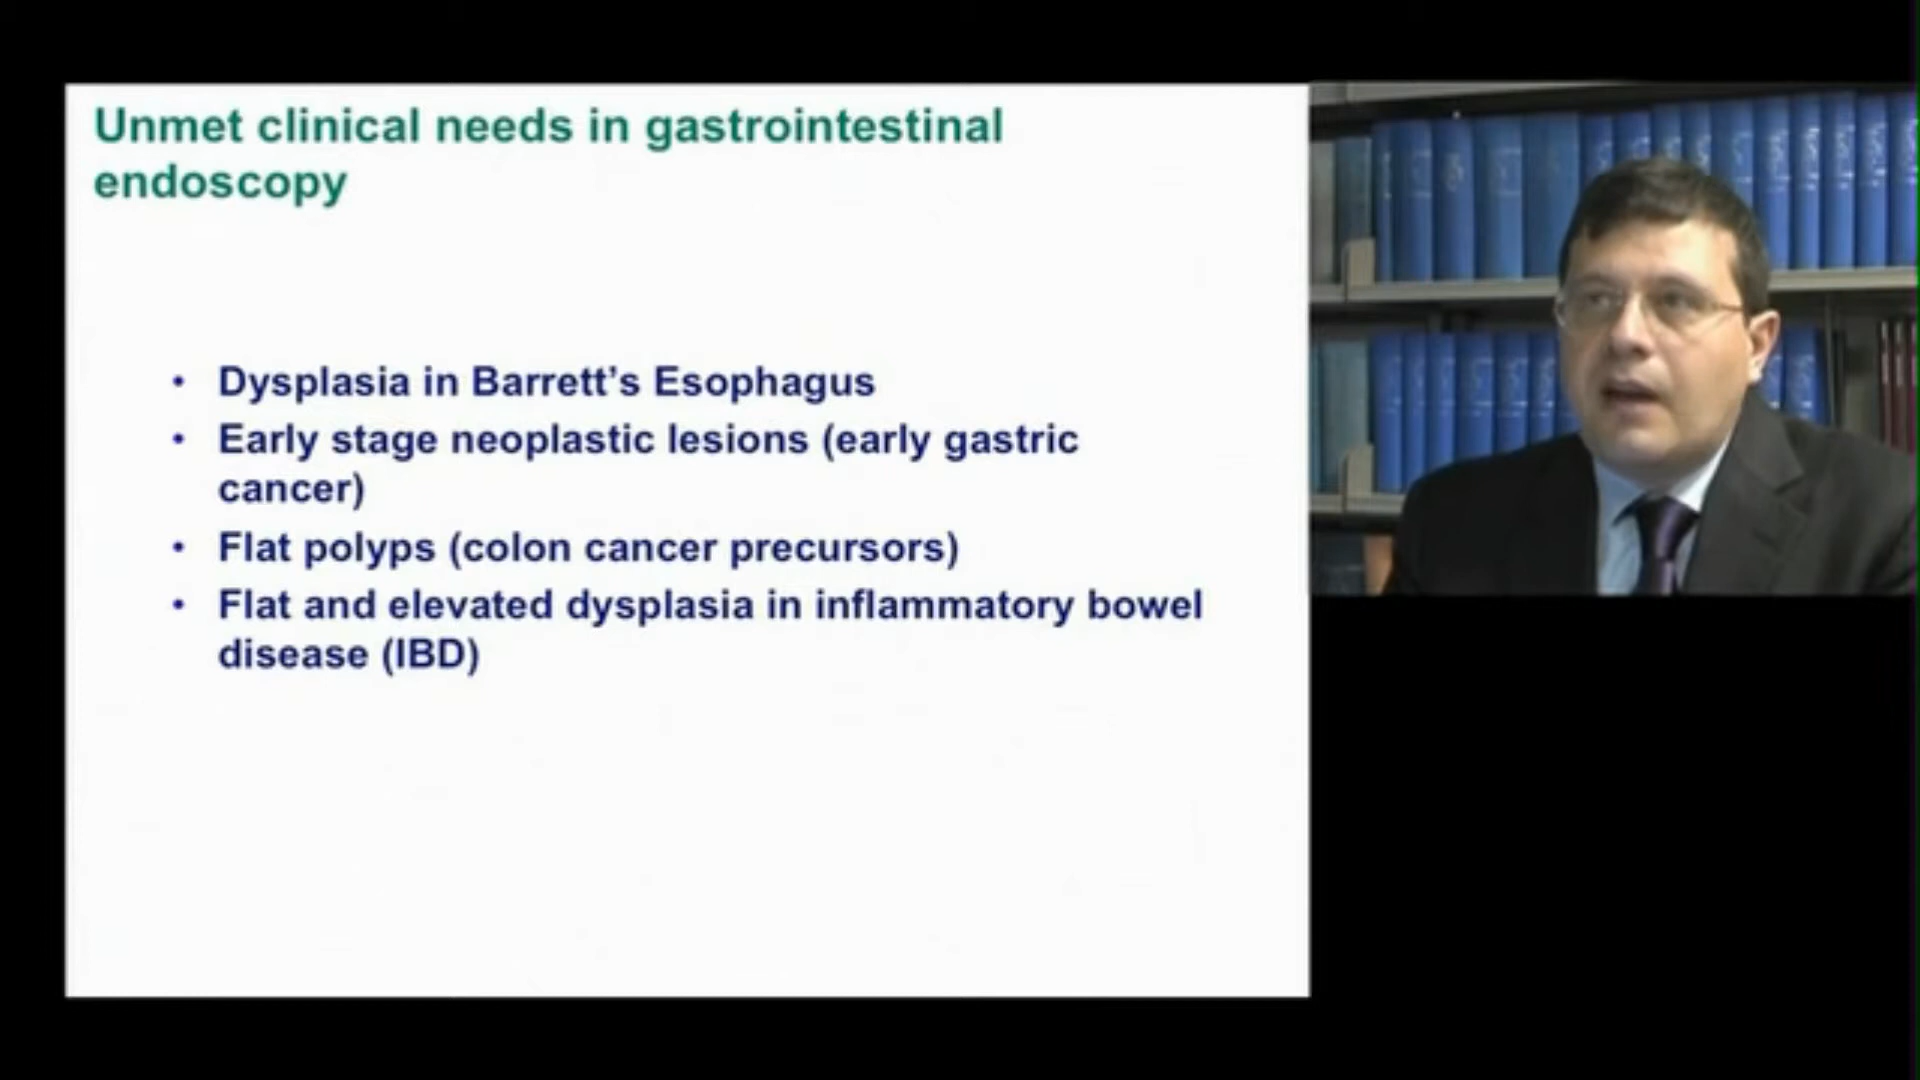 Unmet clinical needs in gastrointestinal
endoscopy
• Dysplasia in Barrett’s Esophagus
• Early stage neoplastic lesions (early gastric
cancer)
• Flat polyps (colon cancer precursors)
• Flat and elevated dysplasia in inflammatory bowel
disease (IBD)